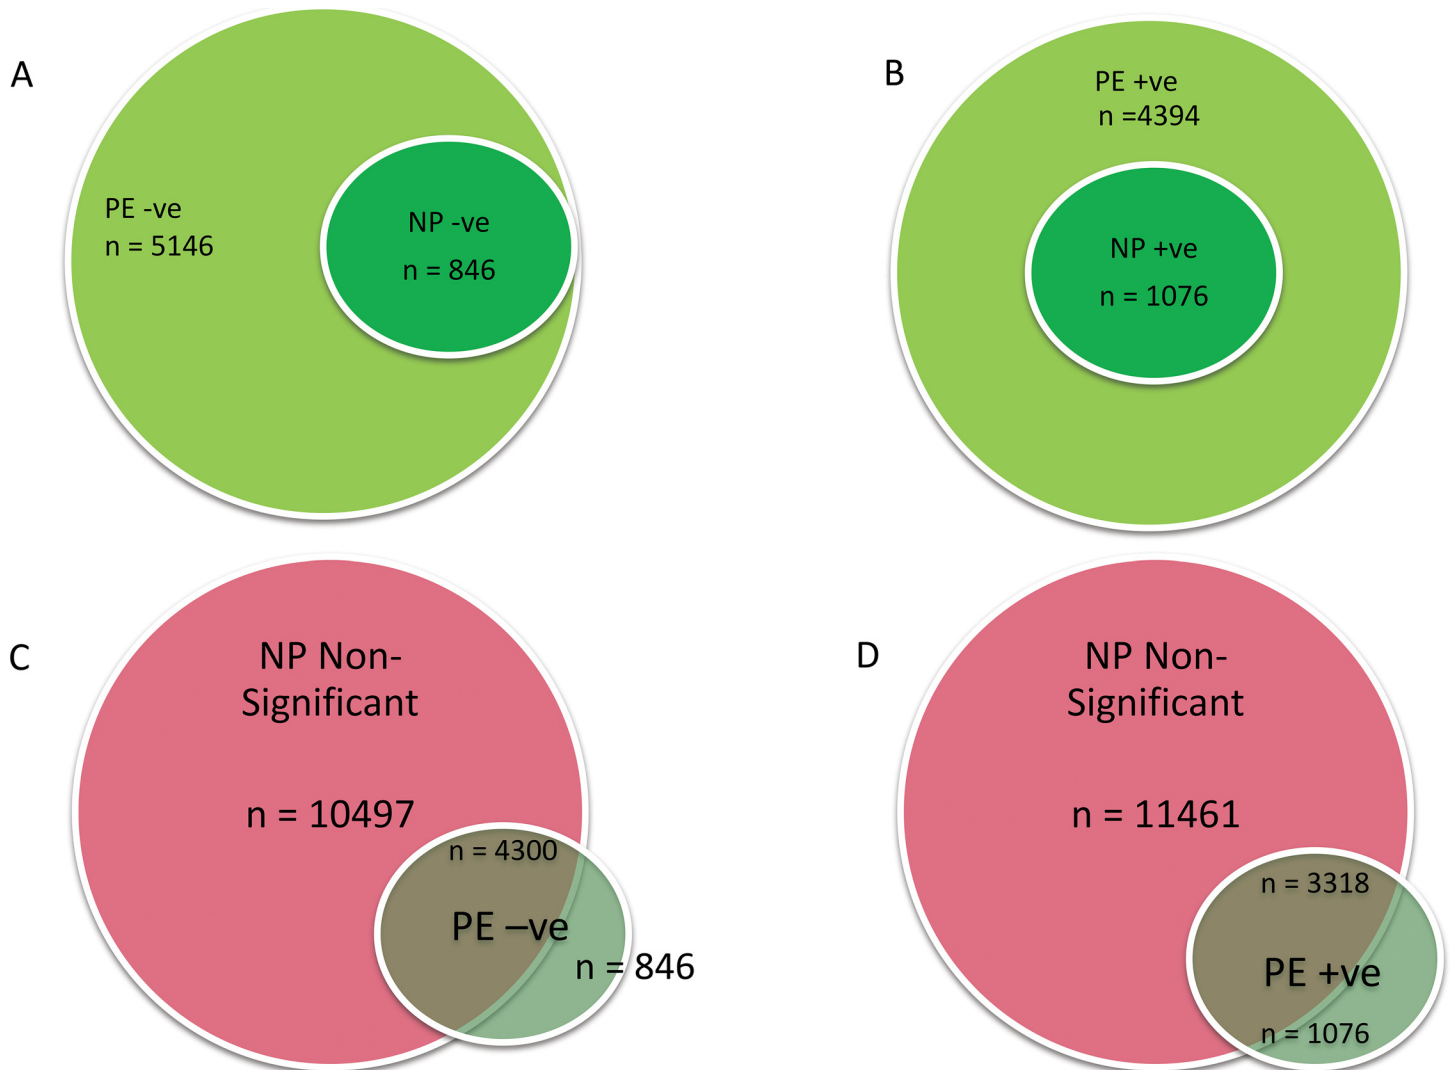 A
PE -ve
n = 5146
NP -ve
n = 846
B
PE +ve
n =4394
NP +ve
n = 1076
C
NP Non-
Significant
n = 10497
n = 4300
PE –ve
n = 846
D
NP Non-
Significant
n = 11461
n = 3318
PE +ve
n = 1076